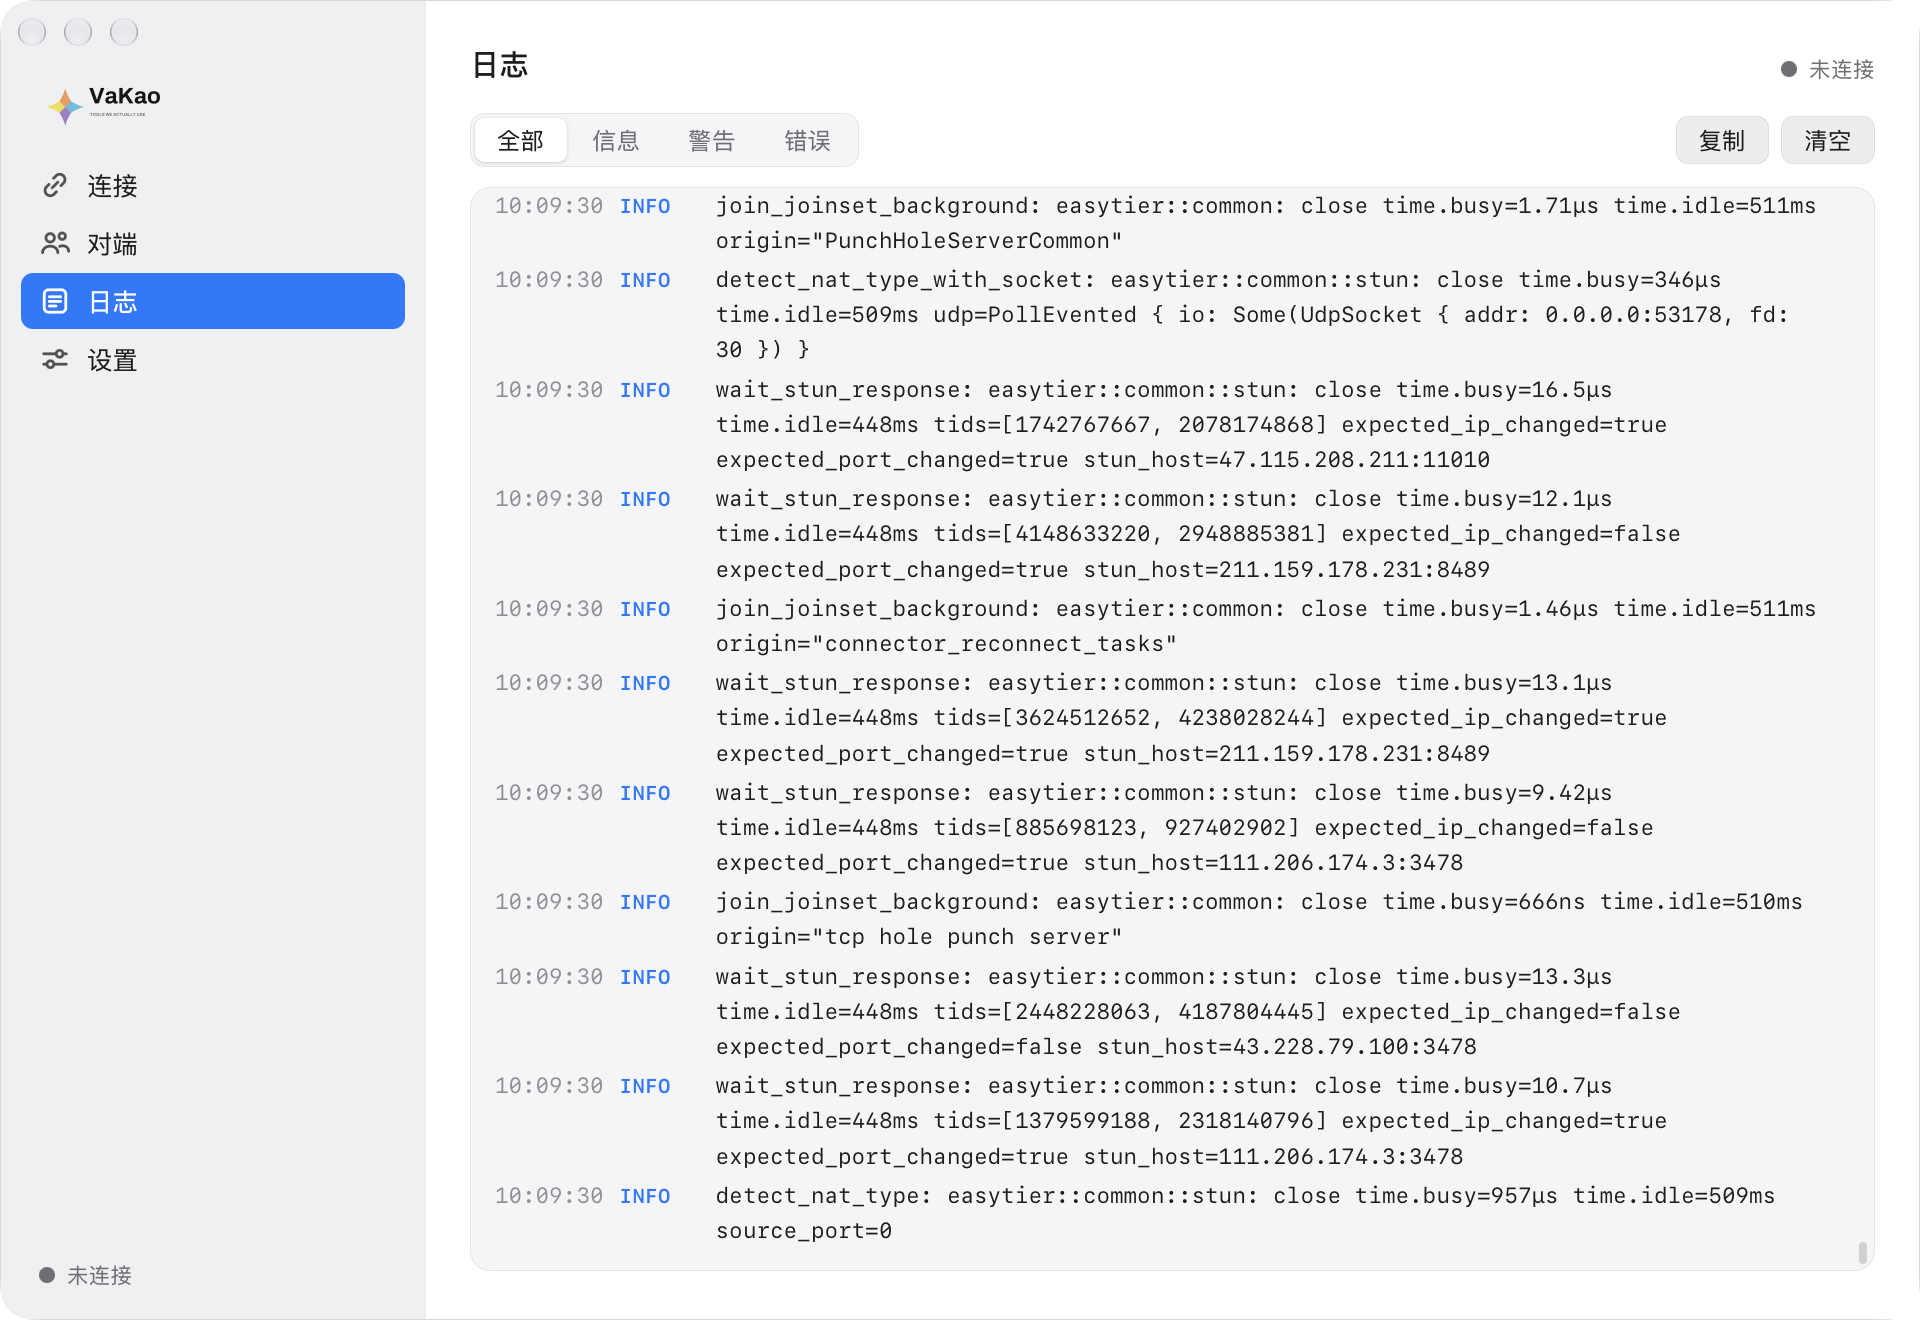 VaKao
TOOLS WE ACTUALLY USE
连接
对端
日志
设置
未连接
日志
未连接
全部 信息 警告 错误
复制 清空
10:09:30 INFO join_joinset_background: easytier::common: close time.busy=1.71µs time.idle=511ms
origin="PunchHoleServerCommon"
10:09:30 INFO detect_nat_type_with_socket: easytier::common::stun: close time.busy=346µs
time.idle=509ms udp=PollEvented { io: Some(UdpSocket { addr: 0.0.0.0:53178, fd:
30 }) }
10:09:30 INFO wait_stun_response: easytier::common::stun: close time.busy=16.5µs
time.idle=448ms tids=[1742767667, 2078174868] expected_ip_changed=true
expected_port_changed=true stun_host=47.115.208.211:11010
10:09:30 INFO wait_stun_response: easytier::common::stun: close time.busy=12.1µs
time.idle=448ms tids=[4148633220, 2948885381] expected_ip_changed=false
expected_port_changed=true stun_host=211.159.178.231:8489
10:09:30 INFO join_joinset_background: easytier::common: close time.busy=1.46µs time.idle=511ms
origin="connector_reconnect_tasks"
10:09:30 INFO wait_stun_response: easytier::common::stun: close time.busy=13.1µs
time.idle=448ms tids=[3624512652, 4238028244] expected_ip_changed=true
expected_port_changed=true stun_host=211.159.178.231:8489
10:09:30 INFO wait_stun_response: easytier::common::stun: close time.busy=9.42µs
time.idle=448ms tids=[885698123, 927402902] expected_ip_changed=false
expected_port_changed=true stun_host=111.206.174.3:3478
10:09:30 INFO join_joinset_background: easytier::common: close time.busy=666ns time.idle=510ms
origin="tcp hole punch server"
10:09:30 INFO wait_stun_response: easytier::common::stun: close time.busy=13.3µs
time.idle=448ms tids=[2448228063, 4187804445] expected_ip_changed=false
expected_port_changed=false stun_host=43.228.79.100:3478
10:09:30 INFO wait_stun_response: easytier::common::stun: close time.busy=10.7µs
time.idle=448ms tids=[1379599188, 2318140796] expected_ip_changed=true
expected_port_changed=true stun_host=111.206.174.3:3478
10:09:30 INFO detect_nat_type: easytier::common::stun: close time.busy=957µs time.idle=509ms
source_port=0